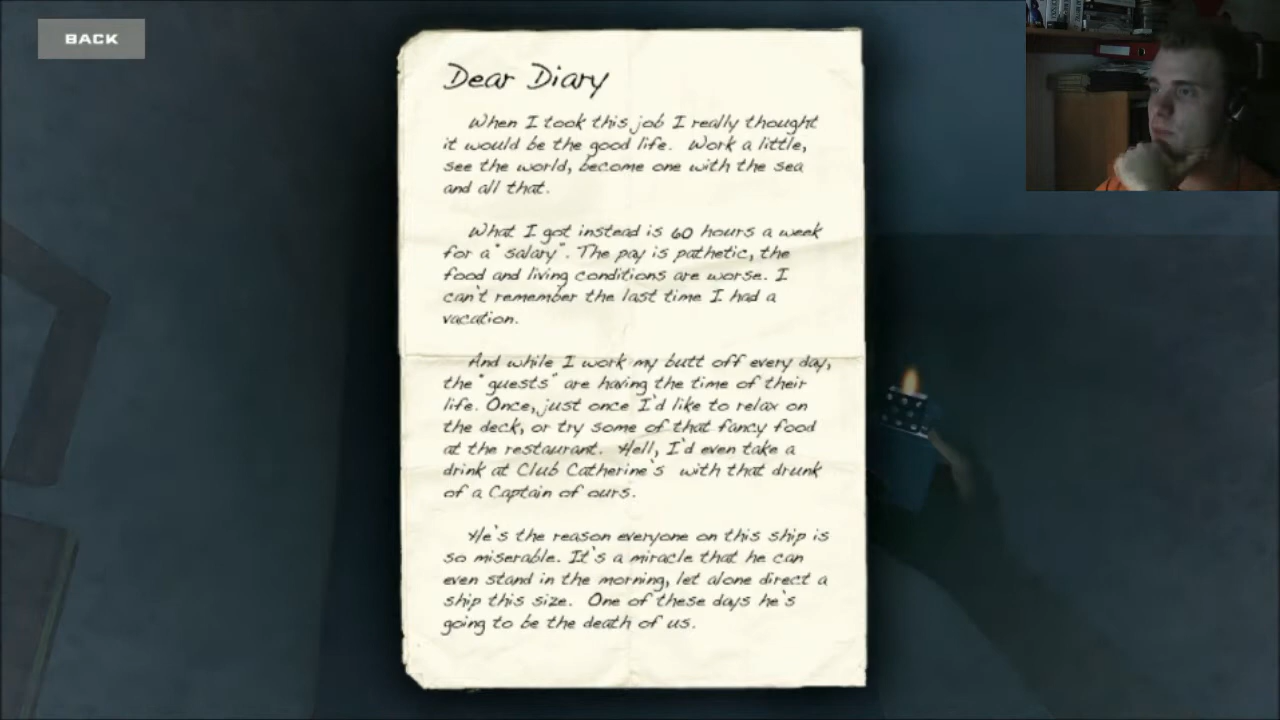 BACK
Dear Diary
When I took this job I really thought
it would be the good life. Work a little,
see the world, become one with the sea
and all that.
What I got instead is 60 hours a week
for a "salary". The pay is pathetic, the
food and living conditions are worse. I
can't remember the last time I had a
vacation.
And while I work my butt off every day,
the "guests" are having the time of their
life. Once, just once I'd like to relax on
the deck, or try some of that fancy food
at the restaurant. Hell, I'd even take a
drink at Club Catherine's with that drunk
of a Captain of ours.
He's the reason everyone on this ship is
so miserable. It's a miracle that he can
even stand in the morning, let alone direct a
ship this size. One of these days he's
going to be the death of us.